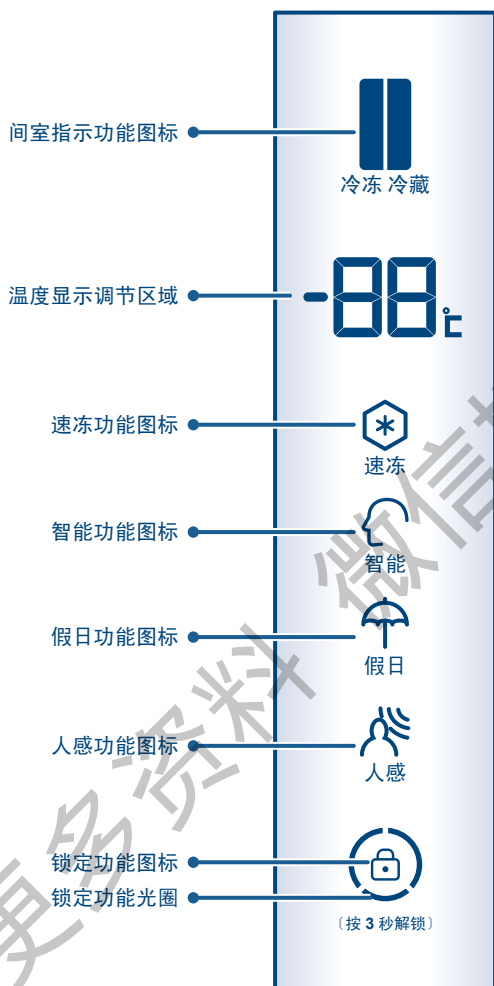 间室指示功能图标
冷冻 冷藏
温度显示调节区域
-88℃
速冻功能图标
速冻
智能功能图标
智能
假日功能图标
假日
人感功能图标
人感
锁定功能图标
锁定功能光圈
〔按 3 秒解锁〕
更多资料 微信